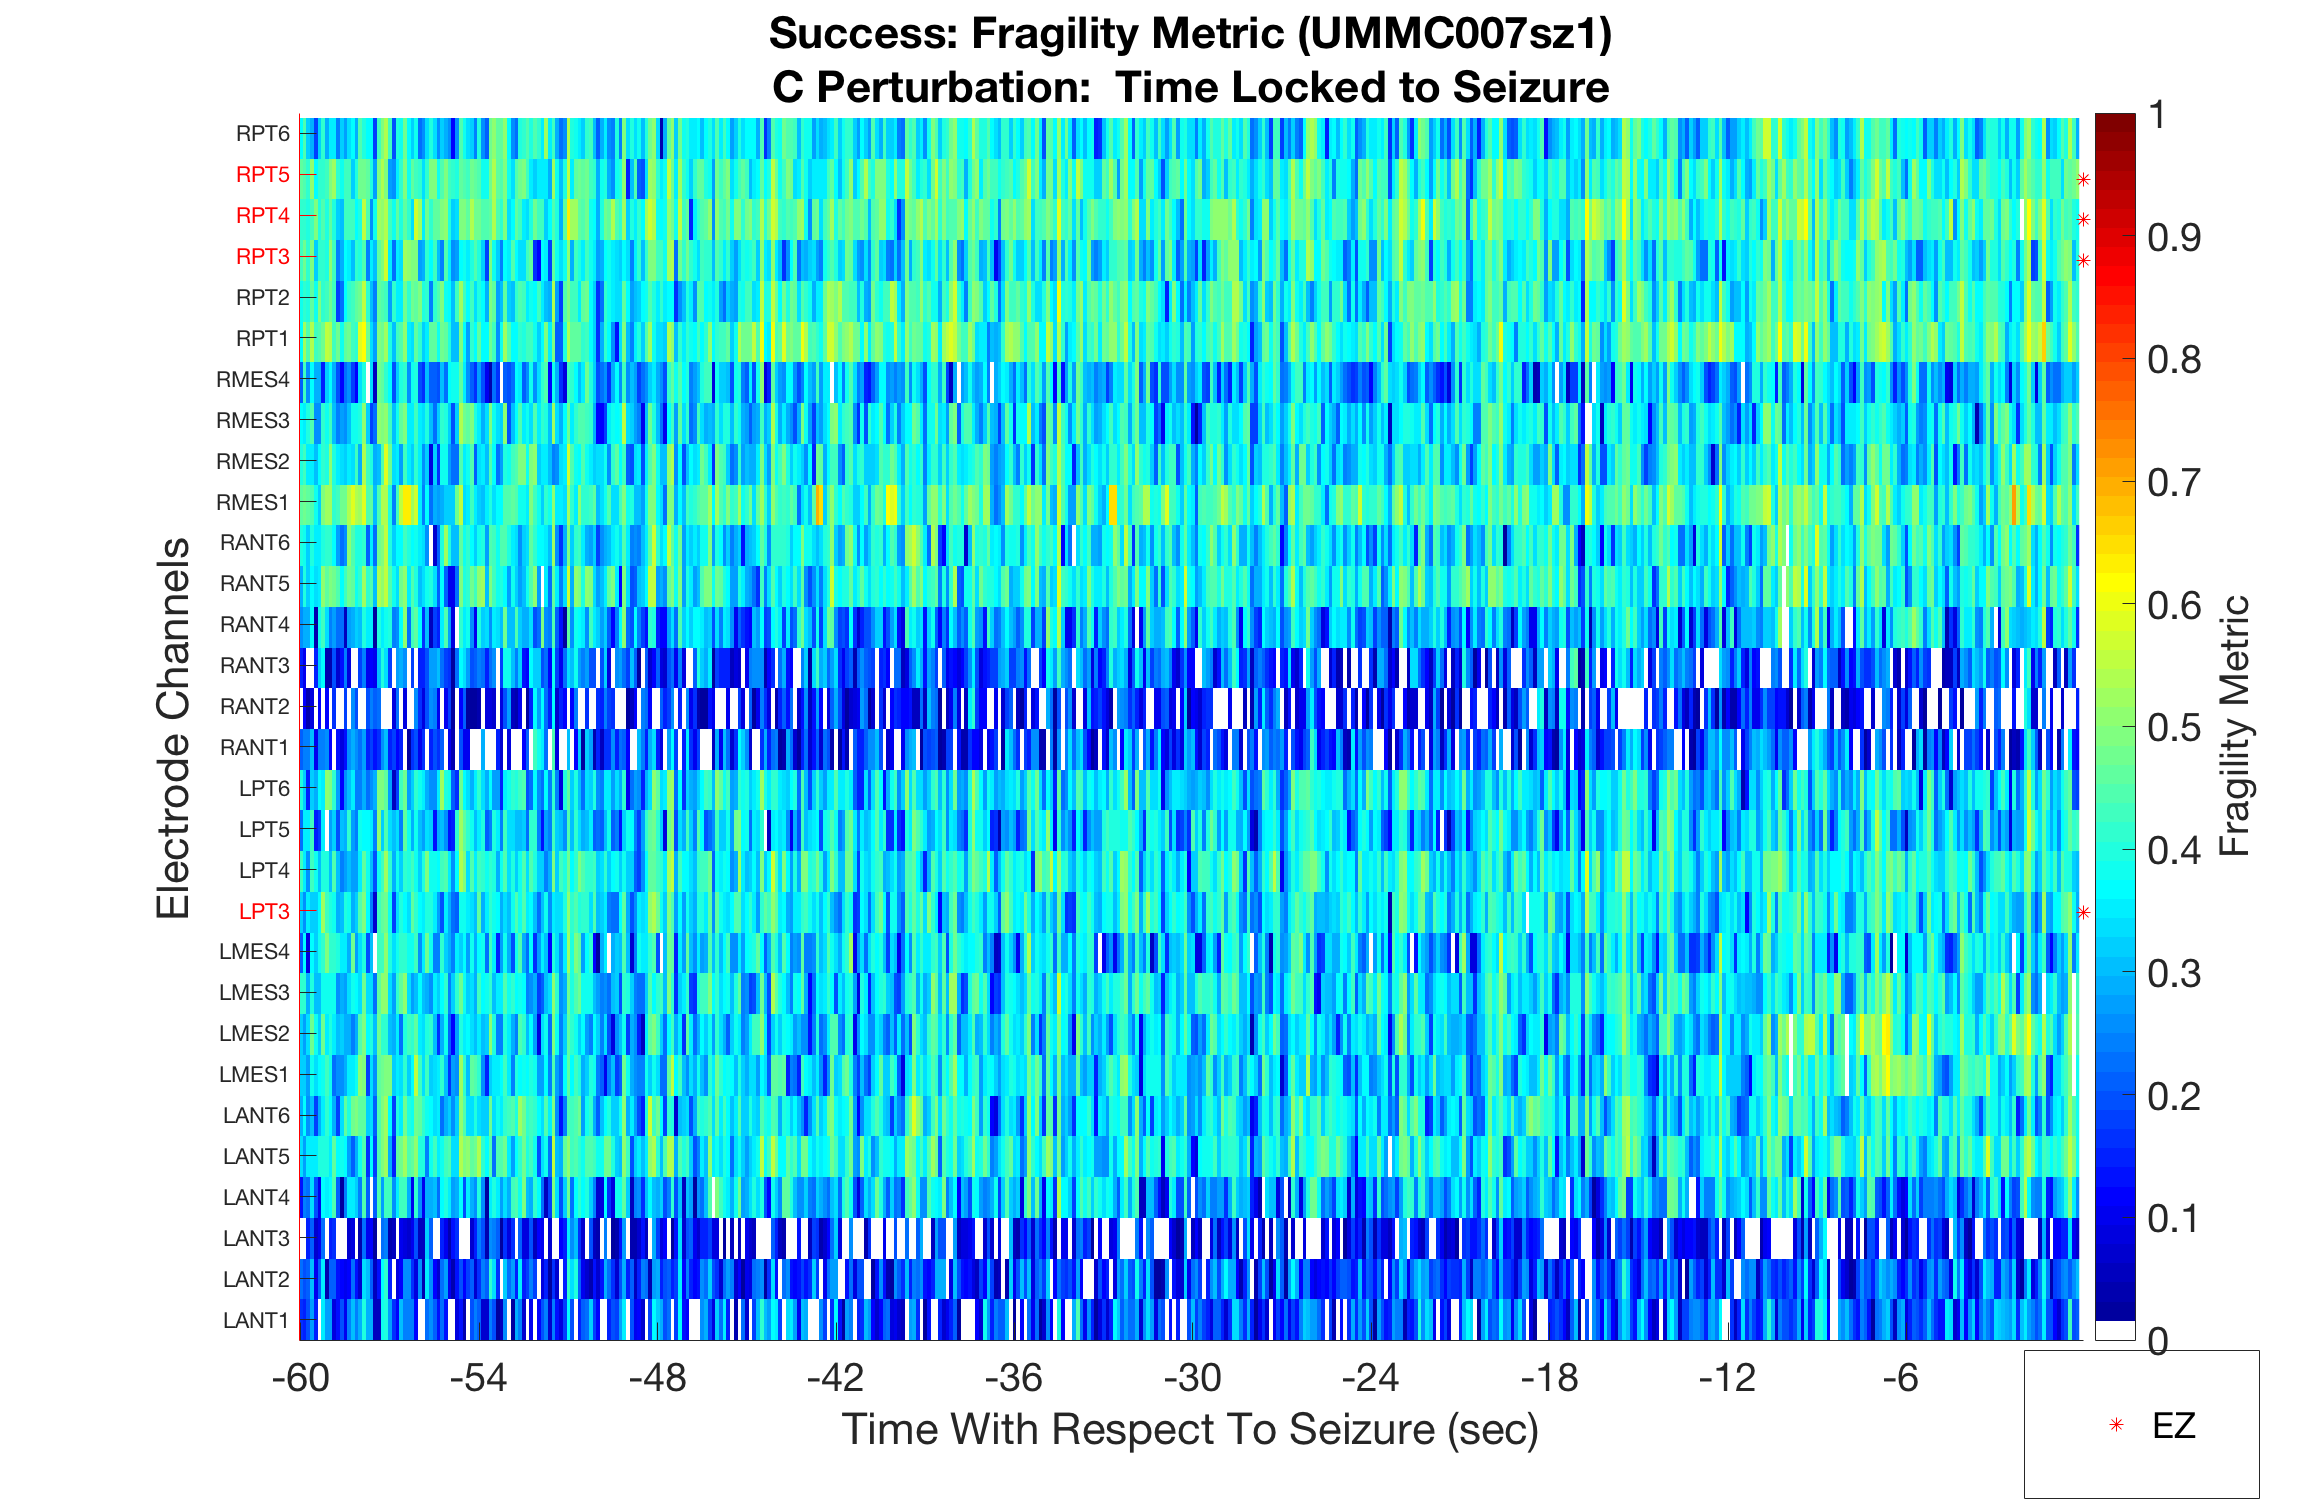 Success: Fragility Metric (UMMC007sz1)
C Perturbation:  Time Locked to Seizure
Electrode Channels
RPT6
RPT5
RPT4
RPT3
RPT2
RPT1
RMES4
RMES3
RMES2
RMES1
RANT6
RANT5
RANT4
RANT3
RANT2
RANT1
LPT6
LPT5
LPT4
LPT3
LMES4
LMES3
LMES2
LMES1
LANT6
LANT5
LANT4
LANT3
LANT2
LANT1
-60 -54 -48 -42 -36 -30 -24 -18 -12 -6
Time With Respect To Seizure (sec)
1
0.9
0.8
0.7
0.6
0.5
0.4
0.3
0.2
0.1
0
Fragility Metric
EZ